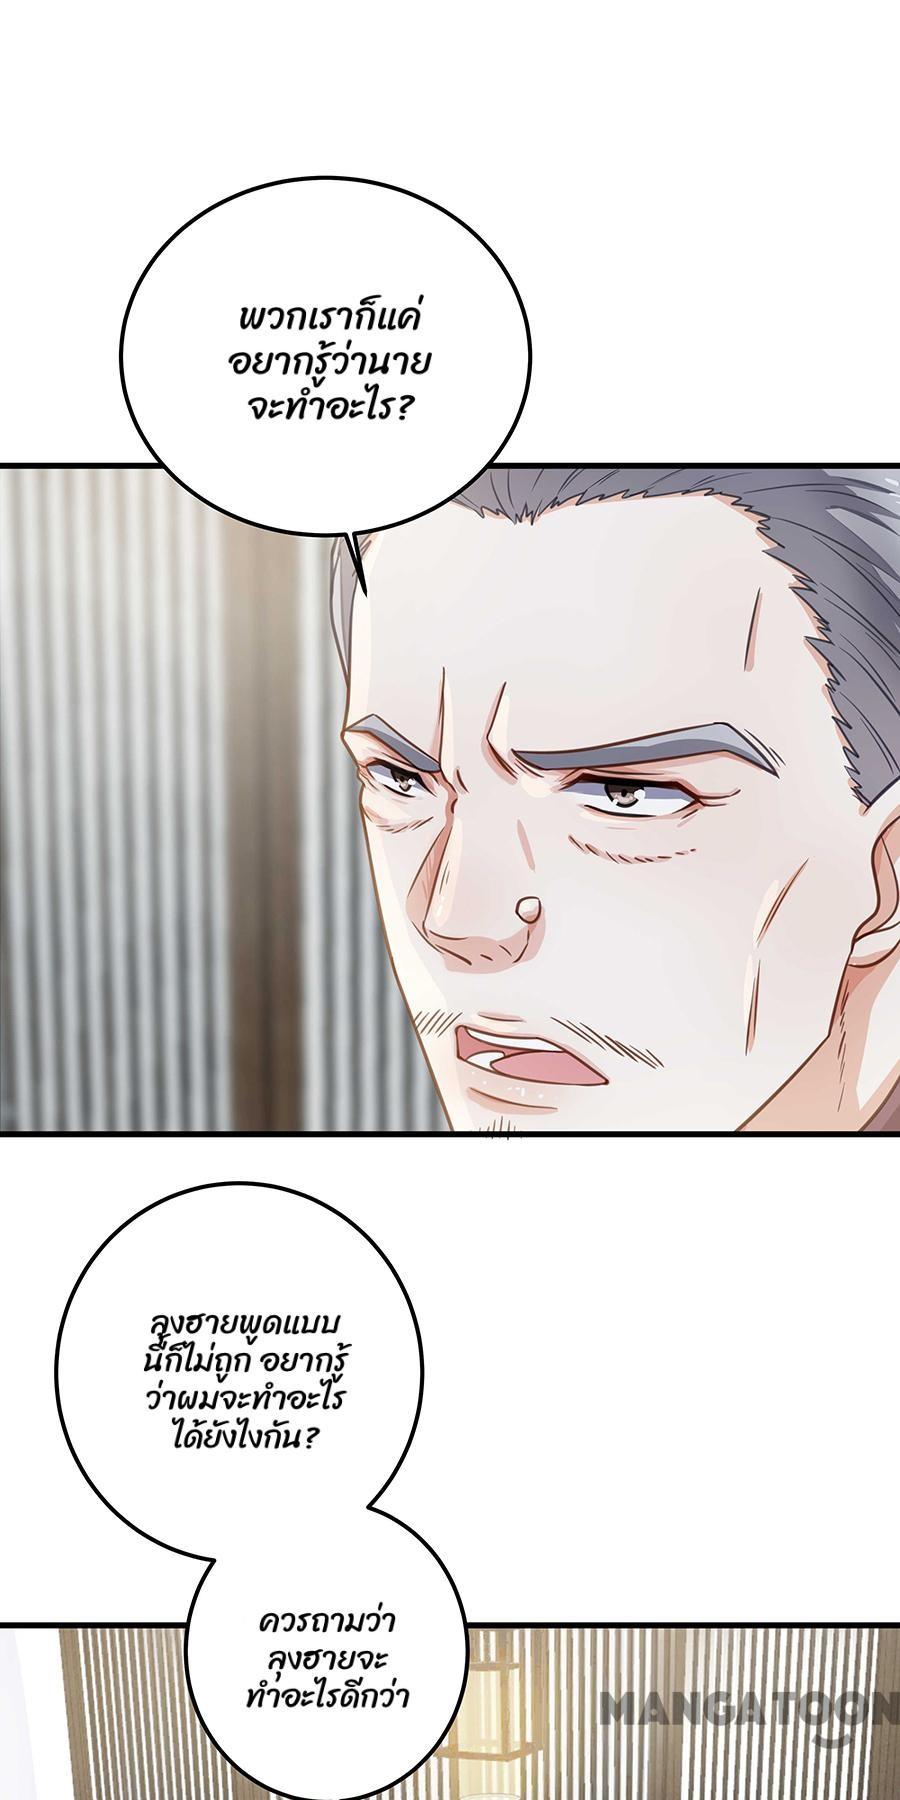 พวกเราก็แค่
อยากรู้ว่านาย
จะทำอะไร?
ลุงฮายพูดแบบ
นี้ก็ไม่ถูก อยากรู้
ว่าผมจะทำอะไร
ได้ยังไงกัน?
ควรถามว่า
ลุงฮายจะ
ทำอะไรดีกว่า
MANGATOON